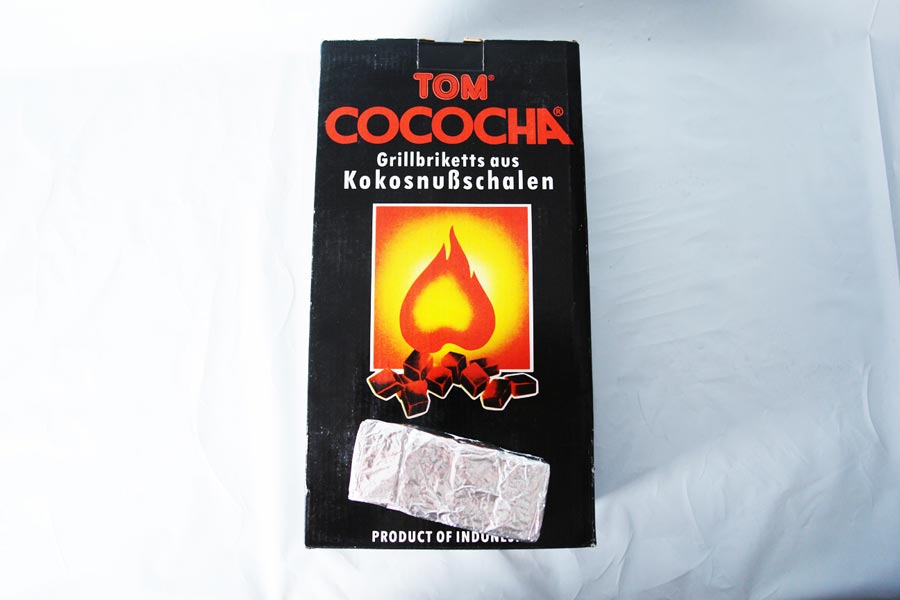 TOM®
COCOCHA®
Grillbriketts aus
Kokosnußschalen
PRODUCT OF